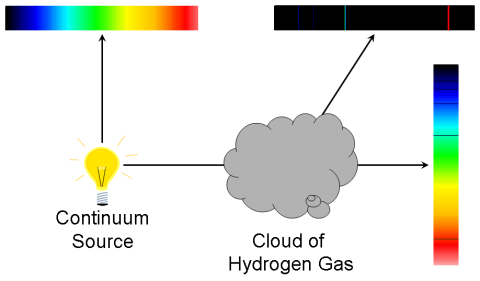 Continuum
Source
Cloud of
Hydrogen Gas